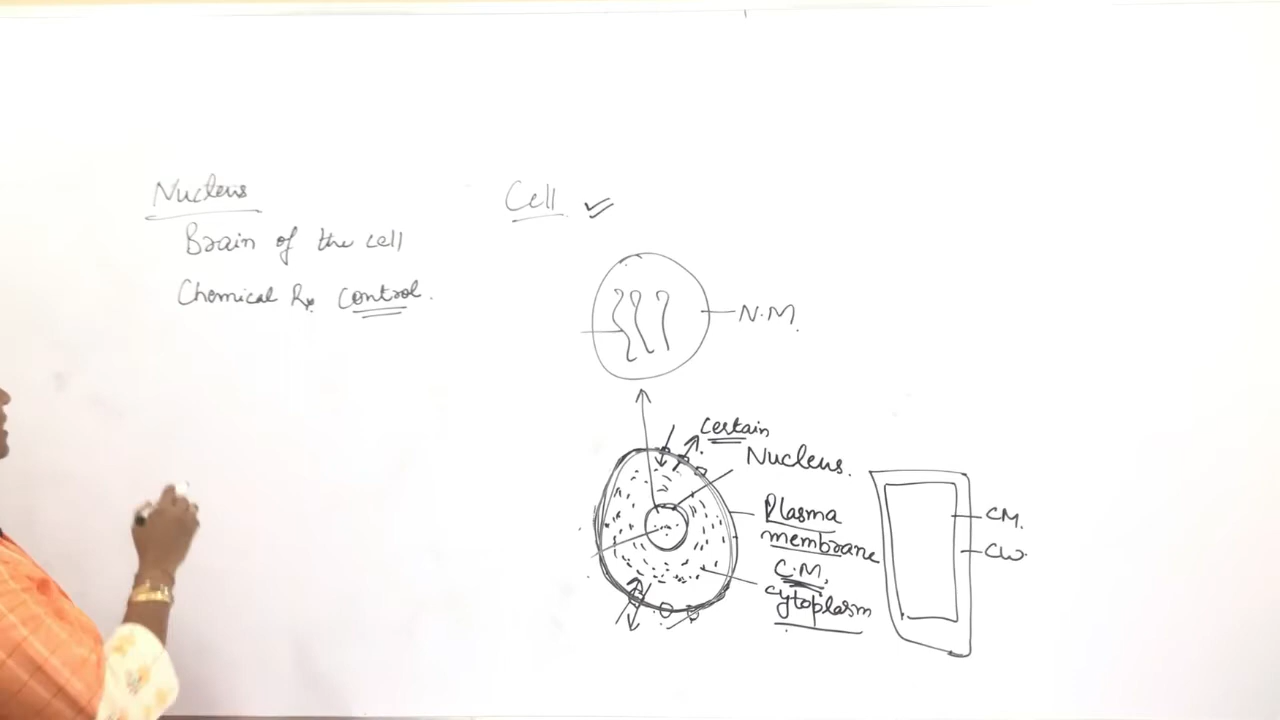 Nucleus
Brain of the cell
Chemical Rx. control.
Cell
N.M.
certain
Nucleus.
Plasma
membrane
C.M.
cytoplasm
CM.
CW.